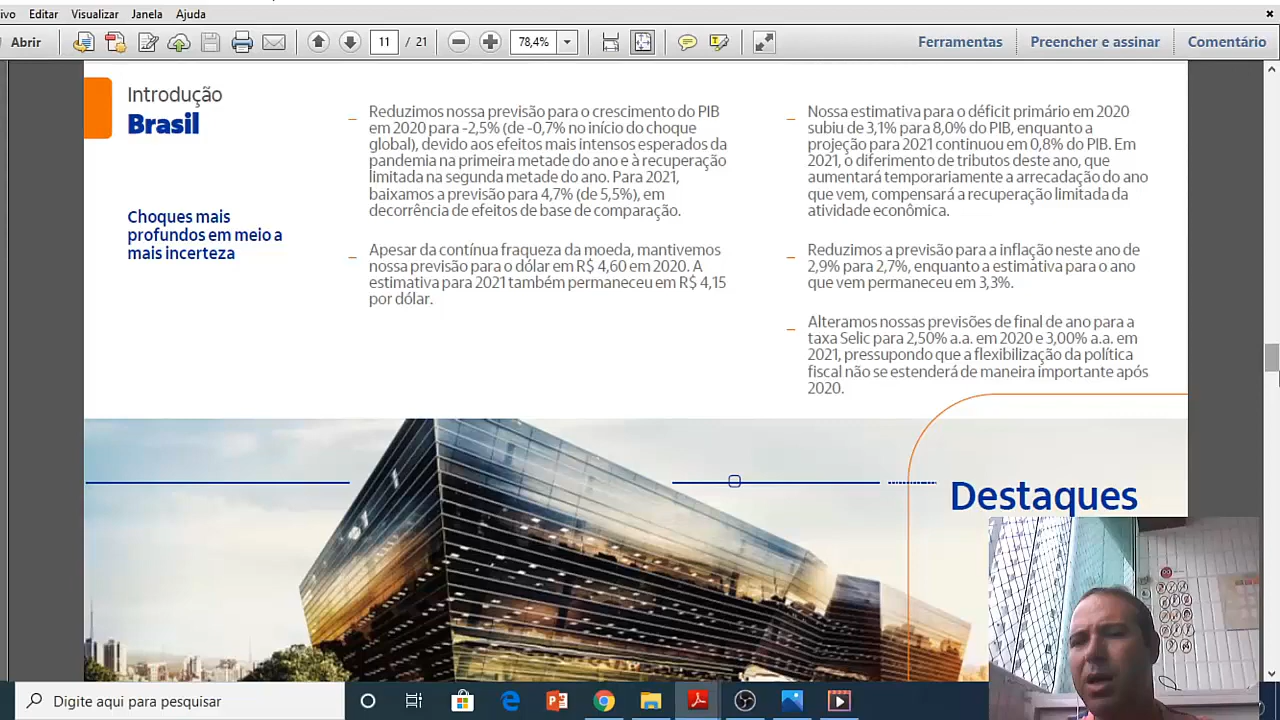 ivo Editar Visualizar Janela Ajuda
Abrir 11 / 21 78,4% Ferramentas Preencher e assinar Comentário
Introdução
Brasil
Choques mais
profundos em meio a
mais incerteza
Reduzimos nossa previsão para o crescimento do PIB
em 2020 para -2,5% (de -0,7% no início do choque
global), devido aos efeitos mais intensos esperados da
pandemia na primeira metade do ano e à recuperação
limitada na segunda metade do ano. Para 2021,
baixamos a previsão para 4,7% (de 5,5%), em
decorrência de efeitos de base de comparação.
Apesar da contínua fraqueza da moeda, mantivemos
nossa previsão para o dólar em R$ 4,60 em 2020. A
estimativa para 2021 também permaneceu em R$ 4,15
por dólar.
Nossa estimativa para o déficit primário em 2020
subiu de 3,1% para 8,0% do PIB, enquanto a
projeção para 2021 continuou em 0,8% do PIB. Em
2021, o diferimento de tributos deste ano, que
aumentará temporariamente a arrecadação do ano
que vem, compensará a recuperação limitada da
atividade econômica.
Reduzimos a previsão para a inflação neste ano de
2,9% para 2,7%, enquanto a estimativa para o ano
que vem permaneceu em 3,3%.
Alteramos nossas previsões de final de ano para a
taxa Selic para 2,50% a.a. em 2020 e 3,00% a.a. em
2021, pressupondo que a flexibilização da política
fiscal não se estenderá de maneira importante após
2020.
Destaques
Digite aqui para pesquisar